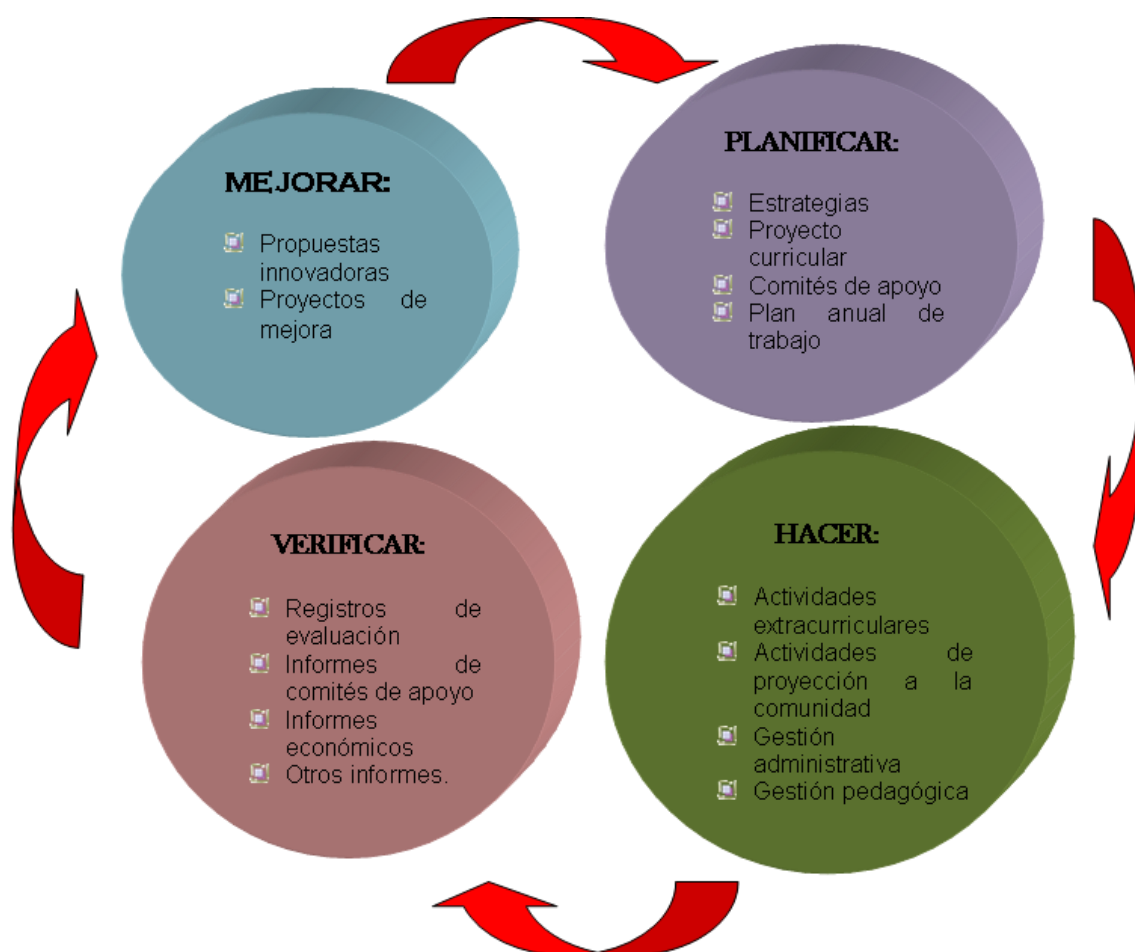 MEJORAR:
Propuestas
innovadoras
Proyectos de
mejora
PLANIFICAR:
Estrategias
Proyecto
curricular
Comités de apoyo
Plan anual de
trabajo
VERIFICAR:
Registros de
evaluación
Informes de
comités de apoyo
Informes
económicos
Otros informes.
HACER:
Actividades
extracurriculares
Actividades de
proyección a la
comunidad
Gestión
administrativa
Gestión pedagógica